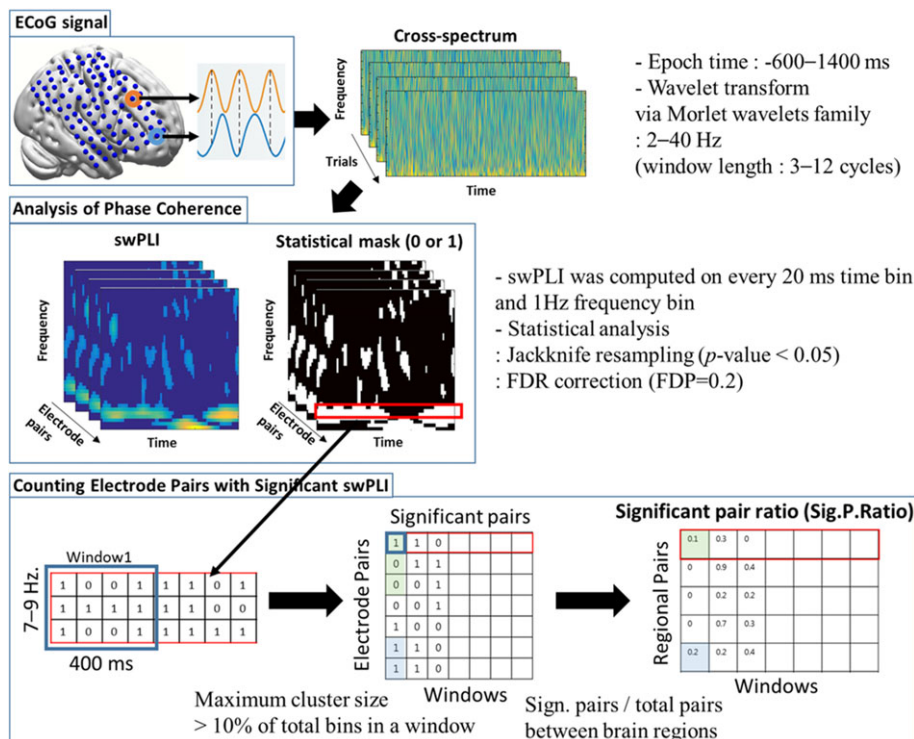 ECoG signal
Cross-spectrum
Frequency
Trials
Time
- Epoch time : -600–1400 ms
- Wavelet transform
via Morlet wavelets family
: 2–40 Hz
(window length : 3–12 cycles)
Analysis of Phase Coherence
swPLI
Statistical mask (0 or 1)
Frequency
Electrode
pairs
Time
Frequency
Electrode
pairs
Time
- swPLI was computed on every 20 ms time bin
and 1Hz frequency bin
- Statistical analysis
: Jackknife resampling (p-value < 0.05)
: FDR correction (FDP=0.2)
Counting Electrode Pairs with Significant swPLI
Window1
7–9 Hz.
1 0 0 1 1 1 0 1
1 1 1 1 1 1 0 0
1 0 0 1 1 1 1 1
400 ms
Maximum cluster size
> 10% of total bins in a window
Significant pairs
Electrode Pairs
1 1 0
0 1 1
0 0 1
0 0 1
1 0 0
1 1 0
1 1 0
Windows
Sign. pairs / total pairs
between brain regions
Significant pair ratio (Sig.P.Ratio)
Regional Pairs
0.1 0.3 0
0 0.9 0.4
0 0.2 0.2
0 0.7 0.3
0.2 0.2 0.4
Windows